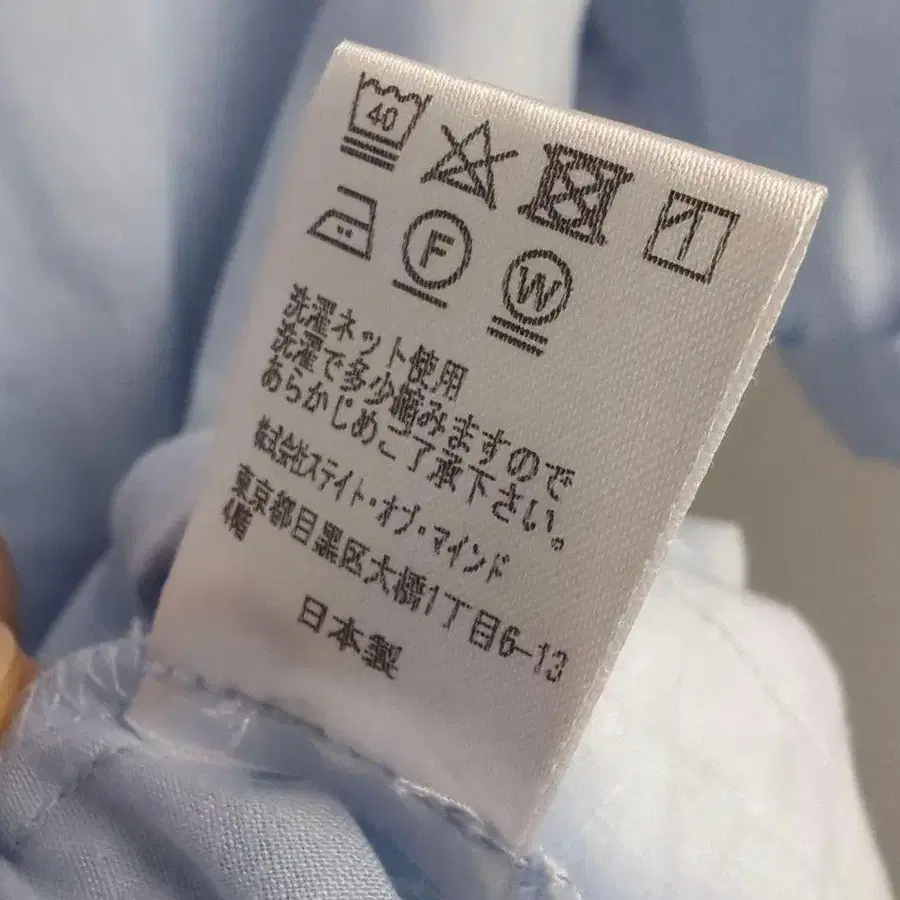 40
F
W
洗濯ネット使用
洗濯で多少縮みますので
あらかじめご了承下さい。
株式会社ステイト・オブ・マインド
東京都目黒区大橋1丁目6-13
4階
日本製